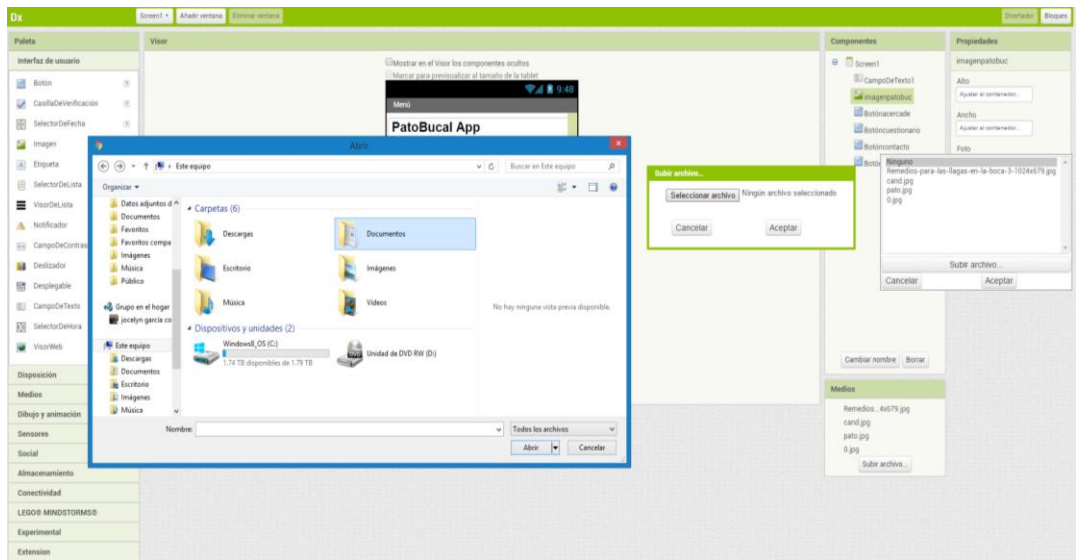 Dx
Screen1
Añadir ventana
Eliminar ventana
Diseñador
Bloques
Paleta
Interfaz de usuario
Botón
CasillaDeVerificación
SelectorDeFecha
Imagen
Etiqueta
SelectorDeLista
VisorDeLista
Notificador
CampoDeContras
Deslizador
Desplegable
CampoDeTexto
SelectorDeHora
VisorWeb
Disposición
Medios
Dibujo y animación
Sensores
Social
Almacenamiento
Conectividad
LEGO® MINDSTORMS®
Experimental
Extension
Visor
Mostrar en el Visor los componentes ocultos
Marcar para previsualizar al tamaño de la tablet
9:48
Menú
PatoBucal App
Abrir
Este equipo
Buscar en Este equipo
Organizar
Datos adjuntos d
Documentos
Favoritos
Favoritos compa
Imágenes
Música
Público
Grupo en el hogar
jocelyn garcía co
Este equipo
Descargas
Documentos
Escritorio
Imágenes
Música
Carpetas (6)
Descargas
Documentos
Escritorio
Imágenes
Música
Vídeos
Dispositivos y unidades (2)
Windows8_OS (C:)
1.74 TB disponibles de 1.79 TB
Unidad de DVD RW (D:)
No hay ninguna vista previa disponible.
Nombre:
Todos los archivos
Abrir
Cancelar
Subir archivo...
Seleccionar archivo
Ningún archivo seleccionado
Cancelar
Aceptar
Componentes
Screen1
CampoDeTexto1
imagenpatobuc
Botónacercade
Botóncuestionario
Botóncontacto
Botó
Cambiar nombre
Borrar
Medios
Remedios...4x679.jpg
cand.jpg
pato.jpg
0.jpg
Subir archivo...
Propiedades
imagenpatobuc
Alto
Ajustar al contenedor...
Ancho
Ajustar al contenedor...
Foto
Ninguno
Remedios-para-las-llagas-en-la-boca-3-1024x679.jpg
cand.jpg
pato.jpg
0.jpg
Subir archivo...
Cancelar
Aceptar